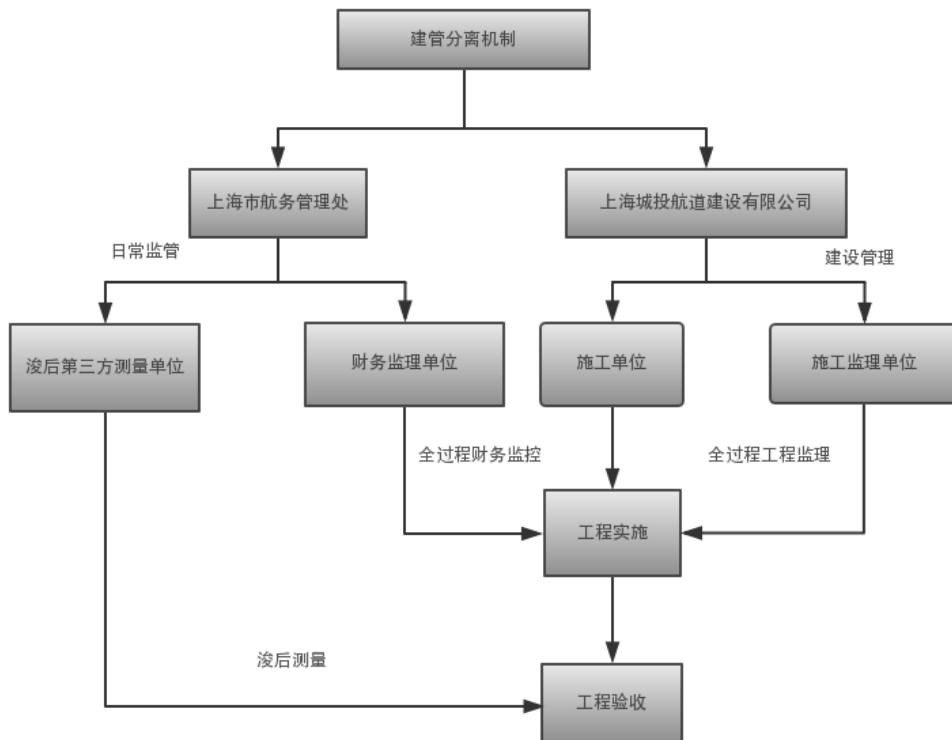 建管分离机制
上海市航务管理处
上海城投航道建设有限公司
日常监管
建设管理
浚后第三方测量单位
财务监理单位
施工单位
施工监理单位
全过程财务监控
全过程工程监理
工程实施
浚后测量
工程验收